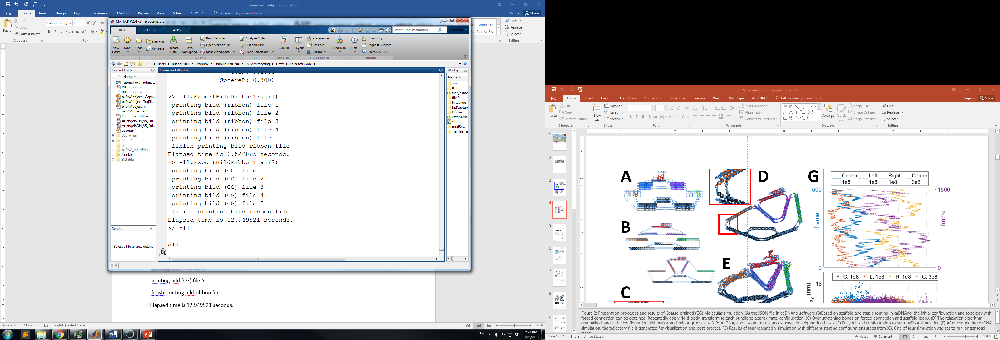 Tutorial_oxdnaobject.docx - Word
File Home Insert Design Layout References Mailings Review View Zotero ACROBAT Tell me what you want to do... Sign in Share
Paste
Cut
Copy
Format Painter
Clipboard
Calibri (Body) 11
Font
AABBCCDE
Intense Re...
Find
Replace
Select
Editing
MATLAB R2017a - academic use
HOME PLOTS APPS
Search Documentation
New Script
New
Open
Find Files
Compare
FILE
Import Data
Save Workspace
New Variable
Open Variable
Clear Workspace
VARIABLE
Analyze Code
Run and Time
Clear Commands
CODE
Simulink
SIMULINK
Layout
Preferences
Set Path
Parallel
ENVIRONMENT
Add-Ons
Help
Community
Request Support
Learn MATLAB
RESOURCES
C: Users huang.2011 Dropbox ShareFolderDNA DOMM meeting Draft Released Code
Current Folder
Name
Tutorial_oxdnaobjec...
RBT_Conf.m
RBT_Conf.asv
oxDNAobject - Copy...
oxDNAobject_Trajfil...
oxDNAobject.m
oxDNAobject.asv
FcnCancelDrift.m
ArrangeJSON_V5_Eul...
ArrangeJSON_V5_Eul...
absor.m
SLL_wTraj
SLL_v2
SLL
oxDNA_inputfiles
jsonlab
Bistable
Details
Select a file to view details
Command Window
SphereR: 0.3000
>> sll.ExportBildRibbonTraj(1)
printing bild (ribbon) file 1
printing bild (ribbon) file 2
printing bild (ribbon) file 3
printing bild (ribbon) file 4
printing bild (ribbon) file 5
finish printing bild ribbon file
Elapsed time is 6.529865 seconds.
>> sll.ExportBildRibbonTraj(2)
printing bild (CG) file 1
printing bild (CG) file 2
printing bild (CG) file 3
printing bild (CG) file 4
printing bild (CG) file 5
finish printing bild ribbon file
Elapsed time is 12.949521 seconds.
>> sll
sll =
fx
Worksp...
Name
ans
fffid
file2_name
fileID
FilterIndex
IndCapture
Oneline
PathName
sll
totalRow
Traj_filenar
printing bild (CG) file 5
finish printing bild ribbon file
Elapsed time is 12.949521 seconds.
Page 5 of 5 445 words English (United States) 140%
EN 2:28 PM
3/25/2018
SLL main figure only.pptx - PowerPoint
File Home Insert Design Transitions Animations Slide Show Review View MathType ACROBAT Tell me what you want to do... Sign in Share
Paste
Cut
Copy
Format Painter
Clipboard
New Slide
Layout
Reset
Section
Slides
Font
Text Direction
Align Text
Convert to SmartArt
Paragraph
Arrange
Quick Styles
Shape Fill
Shape Outline
Shape Effects
Drawing
Find
Replace
Select
Editing
1
2
3
4
5
6
7
8
9
A
B
C
D
E
G
Center Left Right Center
1e8 1e8 1e8 3e8
500
1500
frame
frame
0
0
C, 1e8 L, 1e8 R, 1e8 C, 3e8
16
3y (nm)
Figure 2: Preparation processes and results of Coarse-grained (CG) Molecular simulation. (A) the JSON file in caDNAno software (B)Based on scaffold and staple routing in caDNAno, the initial configuration and topology with
forced connection can be obtained. Repeatedly apply rigid-body-transform to each bundle to approximate configuration. (C) Over-stretching bonds on forced connection and scaffold loops. (D) The relaxation algorithm
gradually changes the configuration with major-and-minor grooves as B-form DNA, and also adjust distances between neighboring bases. (E) Fully relaxed configuration to start oxDNA simulation (F) After completing oxDNA
simulation, the trajectory file is generated for visualization and post-process. (G) Results of four repeatedly simulation with different starting configurations steps from (C). One of four simulation was set to run longer total
steps
Slide 4 of 23 English (United States) Notes Comments 200%